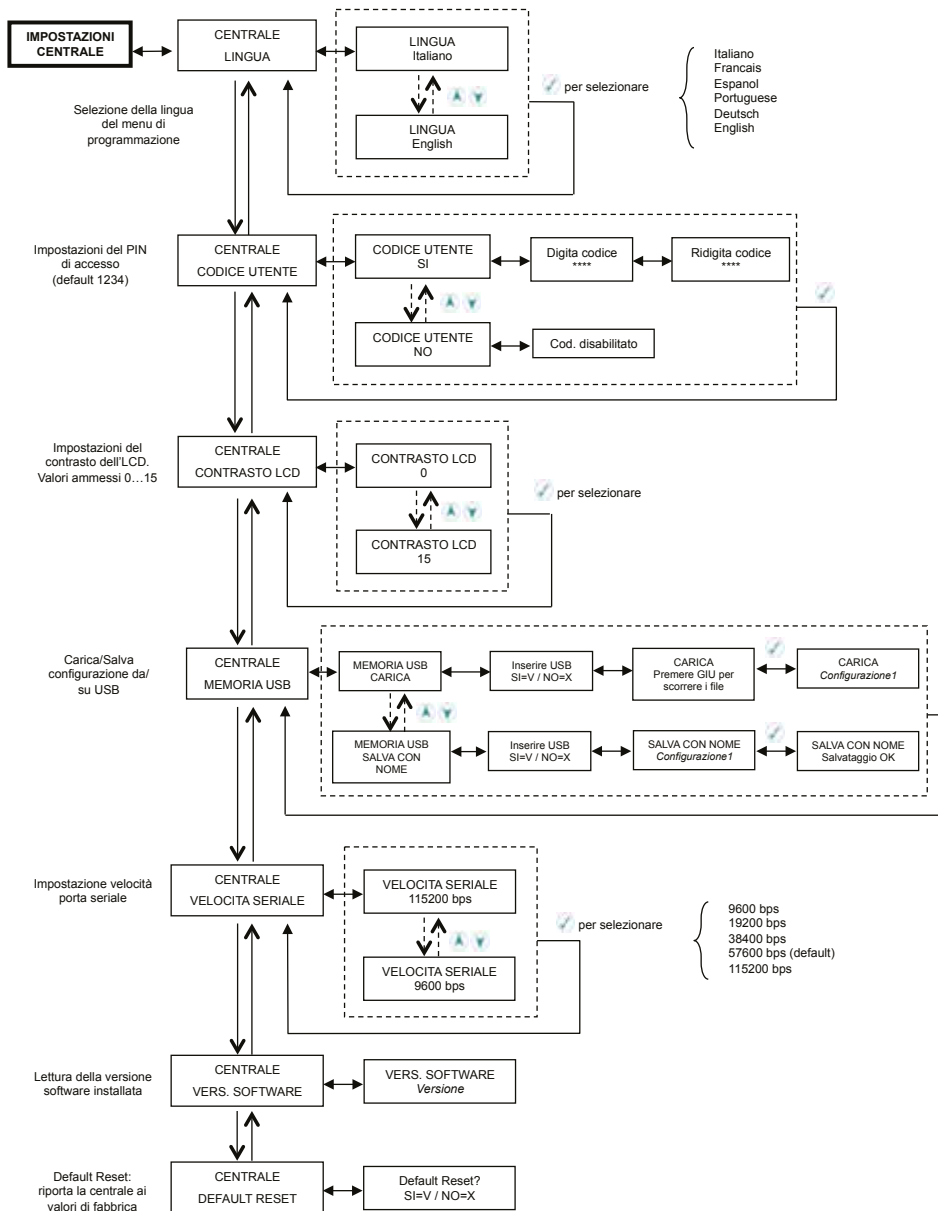 IMPOSTAZIONI
CENTRALE
CENTRALE
LINGUA
LINGUA
Italiano
LINGUA
English
per selezionare
Italiano
Francais
Espanol
Portuguese
Deutsch
English
Selezione della lingua
del menu di
programmazione
Impostazioni del PIN
di accesso
(default 1234)
CENTRALE
CODICE UTENTE
CODICE UTENTE
SI
Digita codice
****
Ridigita codice
****
CODICE UTENTE
NO
Cod. disabilitato
Impostazioni del
contrasto dell'LCD.
Valori ammessi 0…15
CENTRALE
CONTRASTO LCD
CONTRASTO LCD
0
CONTRASTO LCD
15
per selezionare
Carica/Salva
configurazione da/
su USB
CENTRALE
MEMORIA USB
MEMORIA USB
CARICA
Inserire USB
SI=V / NO=X
CARICA
Premere GIU per
scorrere i file
CARICA
Configurazione1
MEMORIA USB
SALVA CON
NOME
Inserire USB
SI=V / NO=X
SALVA CON NOME
Configurazione1
SALVA CON NOME
Salvataggio OK
Impostazione velocità
porta seriale
CENTRALE
VELOCITA SERIALE
VELOCITA SERIALE
115200 bps
VELOCITA SERIALE
9600 bps
per selezionare
9600 bps
19200 bps
38400 bps
57600 bps (default)
115200 bps
Lettura della versione
software installata
CENTRALE
VERS. SOFTWARE
VERS. SOFTWARE
Versione
Default Reset:
riporta la centrale ai
valori di fabbrica
CENTRALE
DEFAULT RESET
Default Reset?
SI=V / NO=X